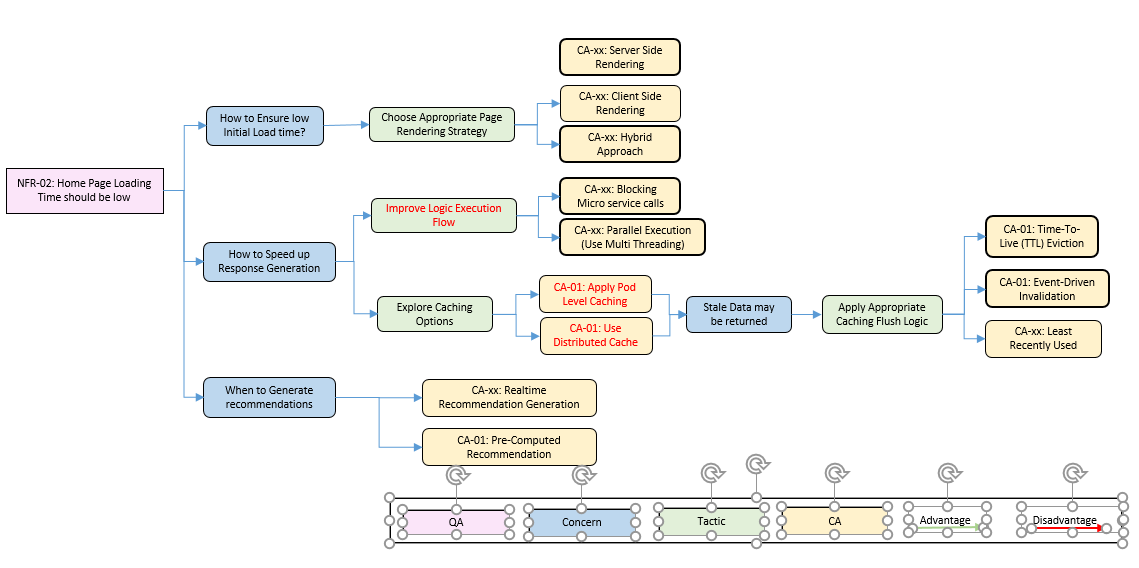 CA-xx: Server Side
Rendering
How to Ensure low
Initial Load time?
Choose Appropriate Page
Rendering Strategy
CA-xx: Client Side
Rendering
CA-xx: Hybrid
Approach
NFR-02: Home Page Loading
Time should be low
Improve Logic Execution
Flow
CA-xx: Blocking
Micro service calls
CA-xx: Parallel Execution
(Use Multi Threading)
How to Speed up
Response Generation
Explore Caching
Options
CA-01: Apply Pod
Level Caching
CA-01: Use
Distributed Cache
Stale Data may
be returned
Apply Appropriate
Caching Flush Logic
CA-01: Time-To-
Live (TTL) Eviction
CA-01: Event-Driven
Invalidation
CA-xx: Least
Recently Used
When to Generate
recommendations
CA-xx: Realtime
Recommendation Generation
CA-01: Pre-Computed
Recommendation
QA
Concern
Tactic
CA
Advantage
Disadvantage